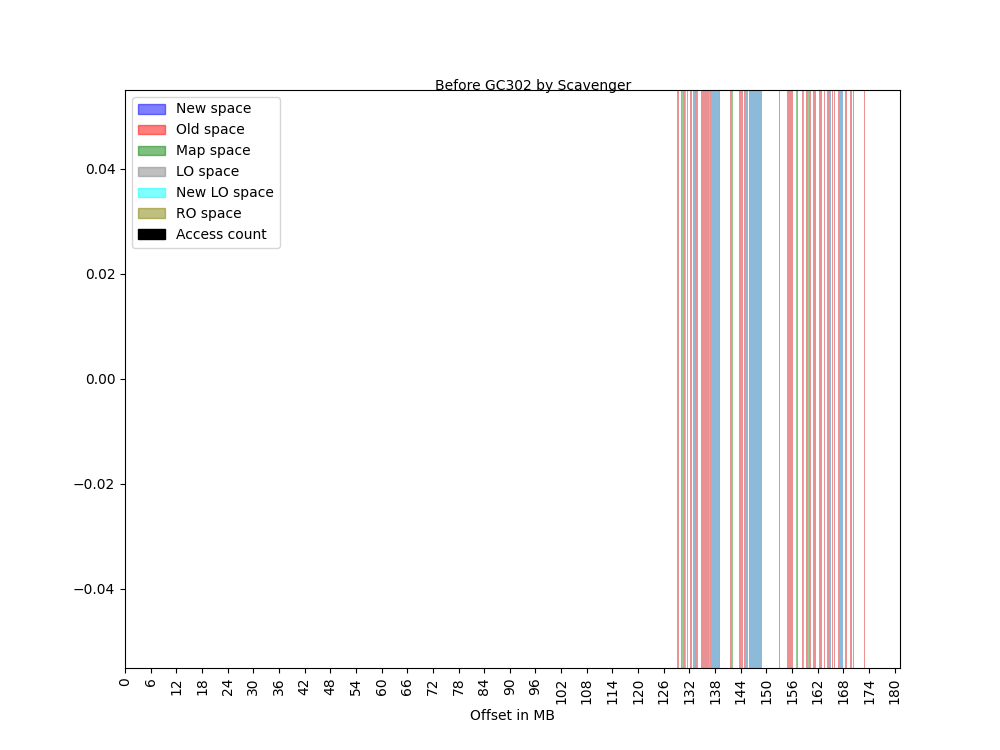 Before GC302 by Scavenger
New space
Old space
Map space
LO space
New LO space
RO space
Access count
0.04
0.02
0.00
−0.02
−0.04
0 6 12 18 24 30 36 42 48 54 60 66 72 78 84 90 96 102 108 114 120 126 132 138 144 150 156 162 168 174 180
Offset in MB